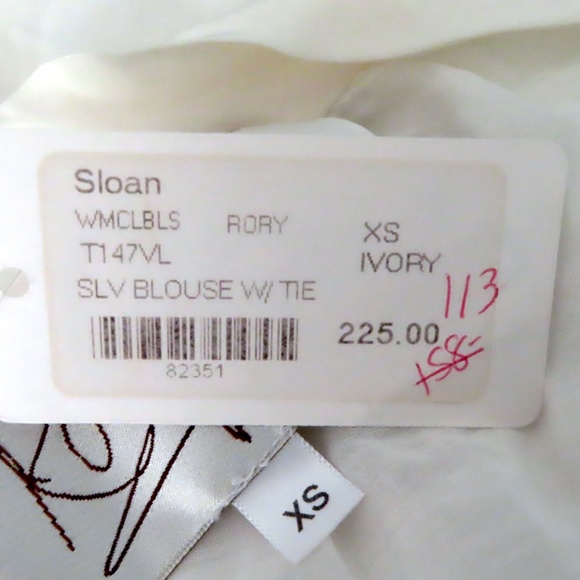 Sloan
WMCLBLS RORY XS
T147VL IVORY
SLV BLOUSE W/ TIE
113
225.00
158-
82351
XS